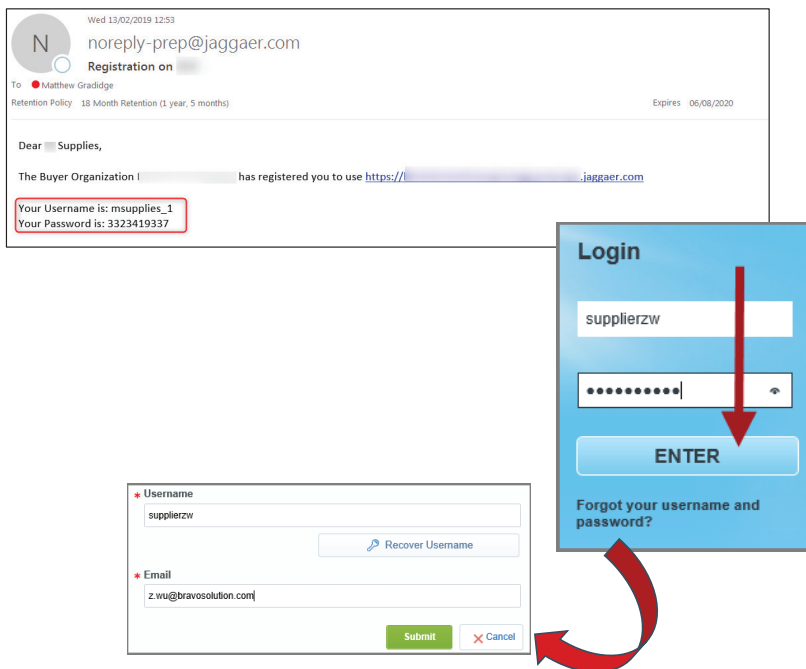 Wed 13/02/2019 12:53
N
noreply-prep@jaggaer.com
Registration on
To Matthew Gradidge
Retention Policy 18 Month Retention (1 year, 5 months) Expires 06/08/2020
Dear Supplies,
The Buyer Organization has registered you to use https:// .jaggaer.com
Your Username is: msupplies_1
Your Password is: 3323419337
Login
supplierzw
ENTER
Forgot your username and
password?
* Username
supplierzw
Recover Username
* Email
z.wu@bravosolution.com
Submit Cancel